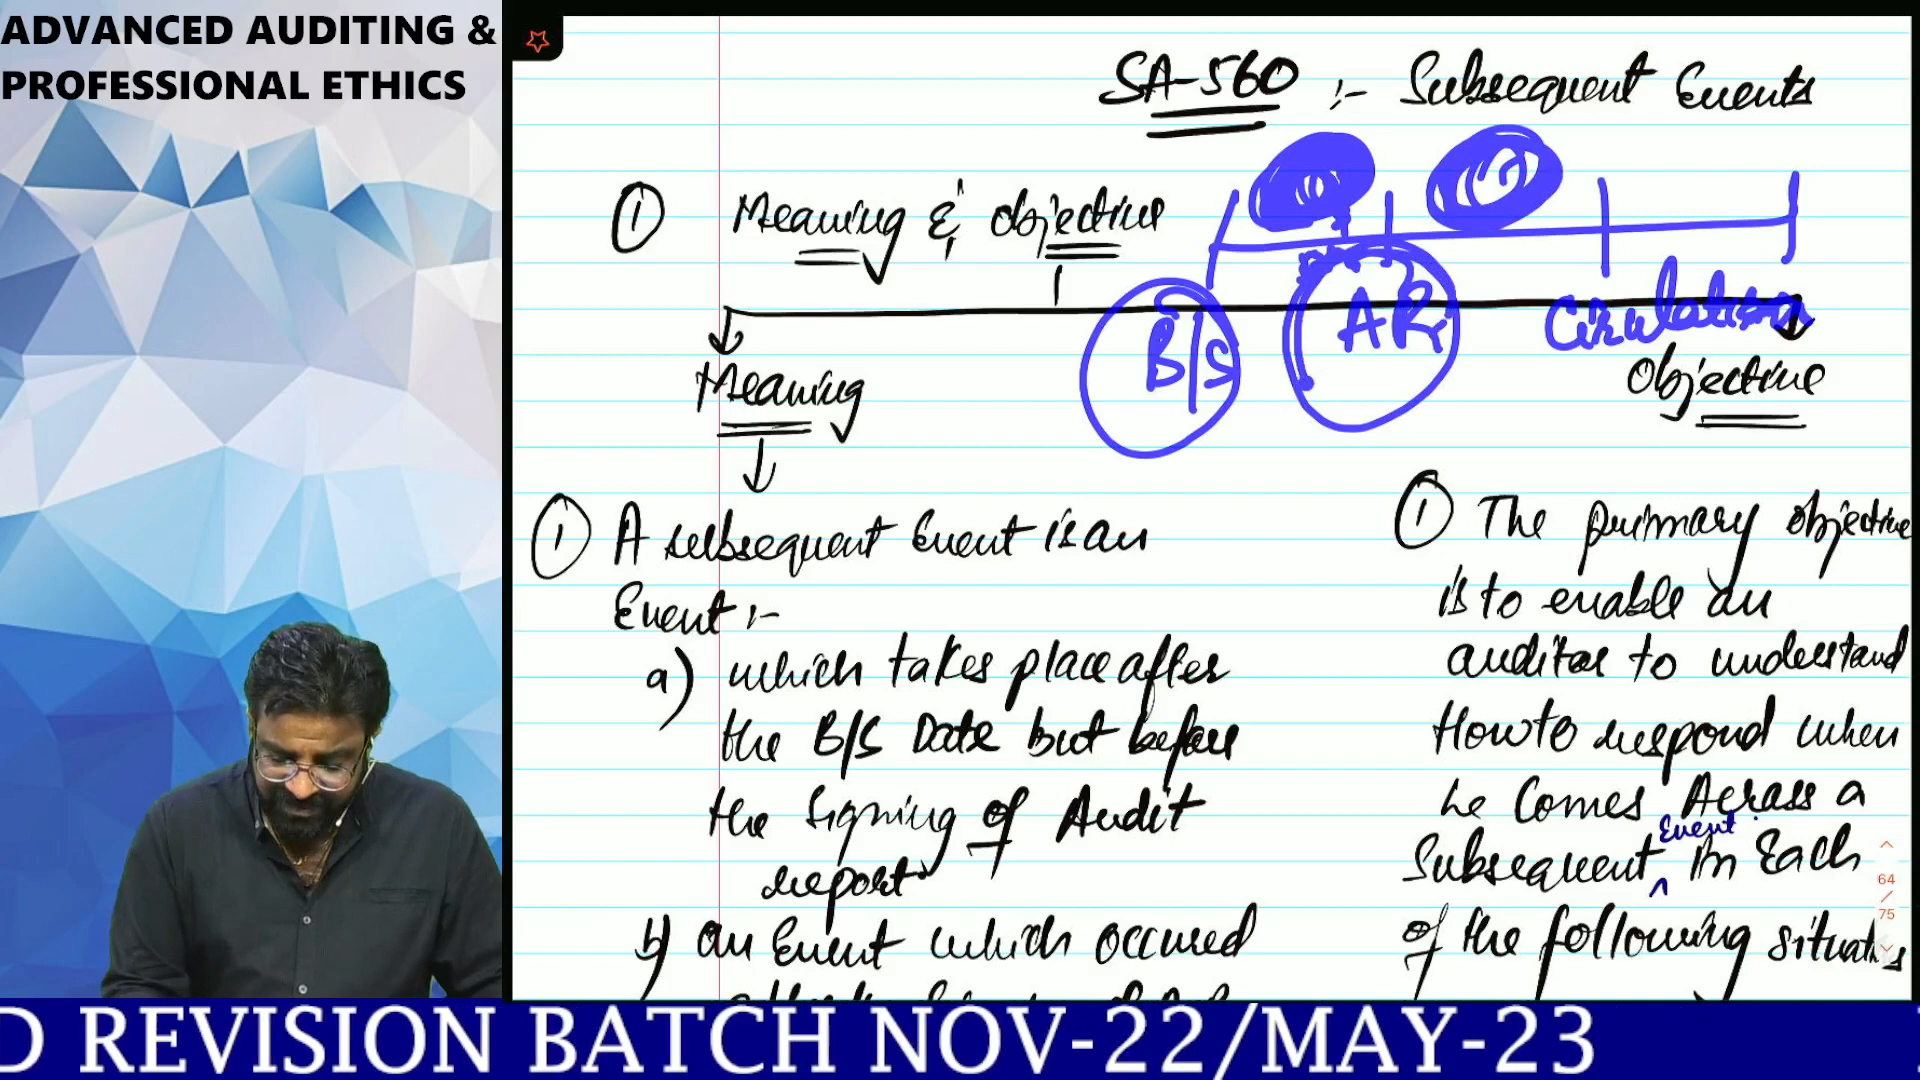 ADVANCED AUDITING &
PROFESSIONAL ETHICS
SA-560 :- Subsequent Events
① Meaning & Objective
B/S
AR
Circulation
Meaning
Objective
① A subsequent Event is an
Event :-
a) which takes place after
the B/S Date but before
the signing of Audit
report
b) an Event which occured
① The primary objective
is to enable an
auditor to understand
How to respond when
he Comes Across a
Subsequent Event in Each
of the following situations
64
/
75
D REVISION BATCH NOV-22/MAY-23